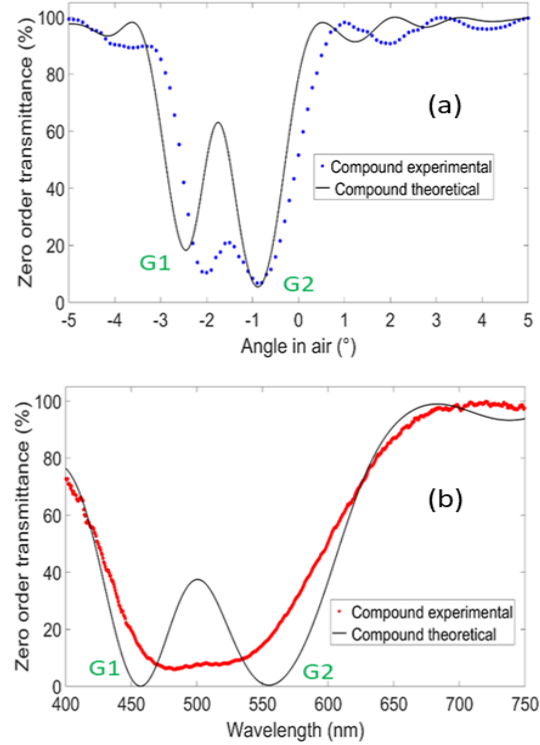 Zero order transmittance (%)
100
80
60
40
20
0
(a)
Compound experimental
Compound theoretical
G1
G2
-5 -4 -3 -2 -1 0 1 2 3 4 5
Angle in air (°)
Zero order transmittance (%)
100
80
60
40
20
0
(b)
Compound experimental
Compound theoretical
G1
G2
400 450 500 550 600 650 700 750
Wavelength (nm)